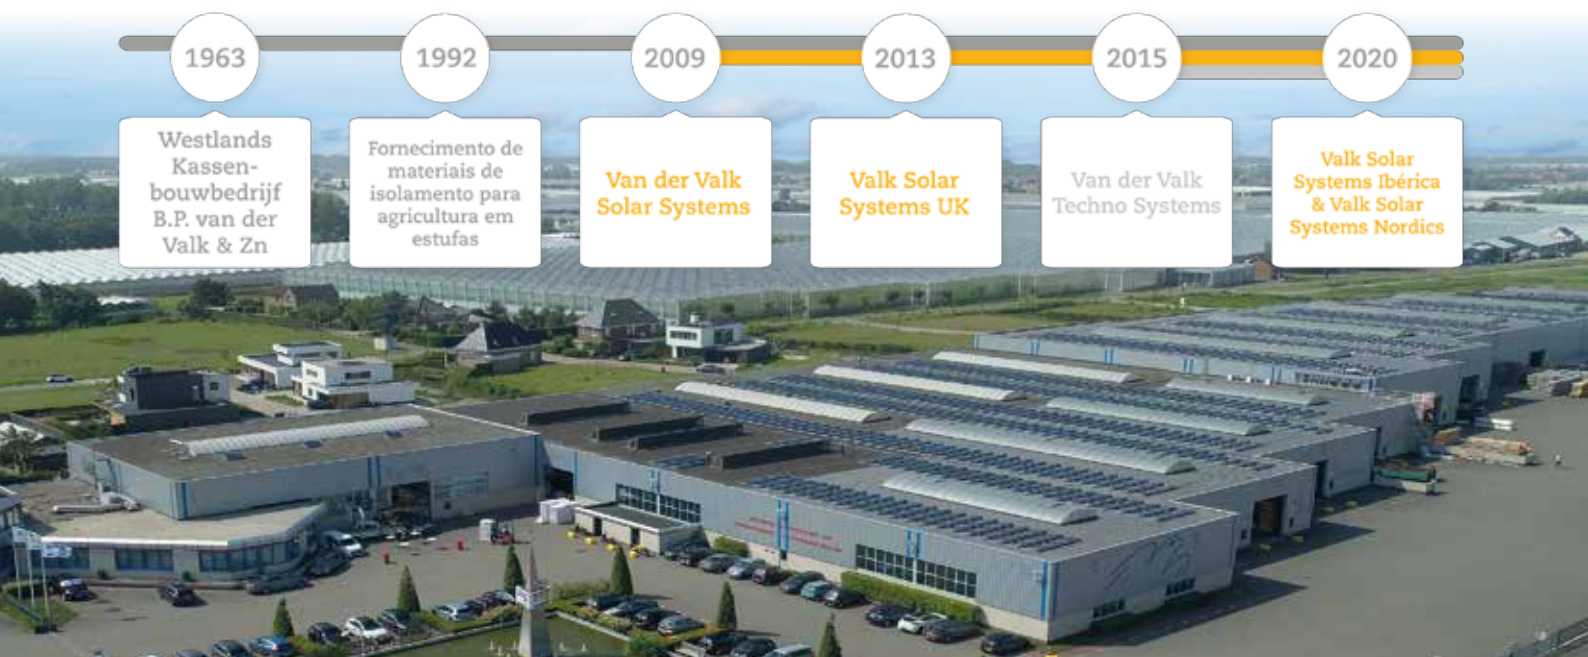 1963
1992
2009
2013
2015
2020
Westlands
Kassen-
bouwbedrijf
B.P. van der
Valk & Zn
Fornecimento de
materiais de
isolamento para
agricultura em
estufas
Van der Valk
Solar Systems
Valk Solar
Systems UK
Van der Valk
Techno Systems
Valk Solar
Systems Ibérica
& Valk Solar
Systems Nordics